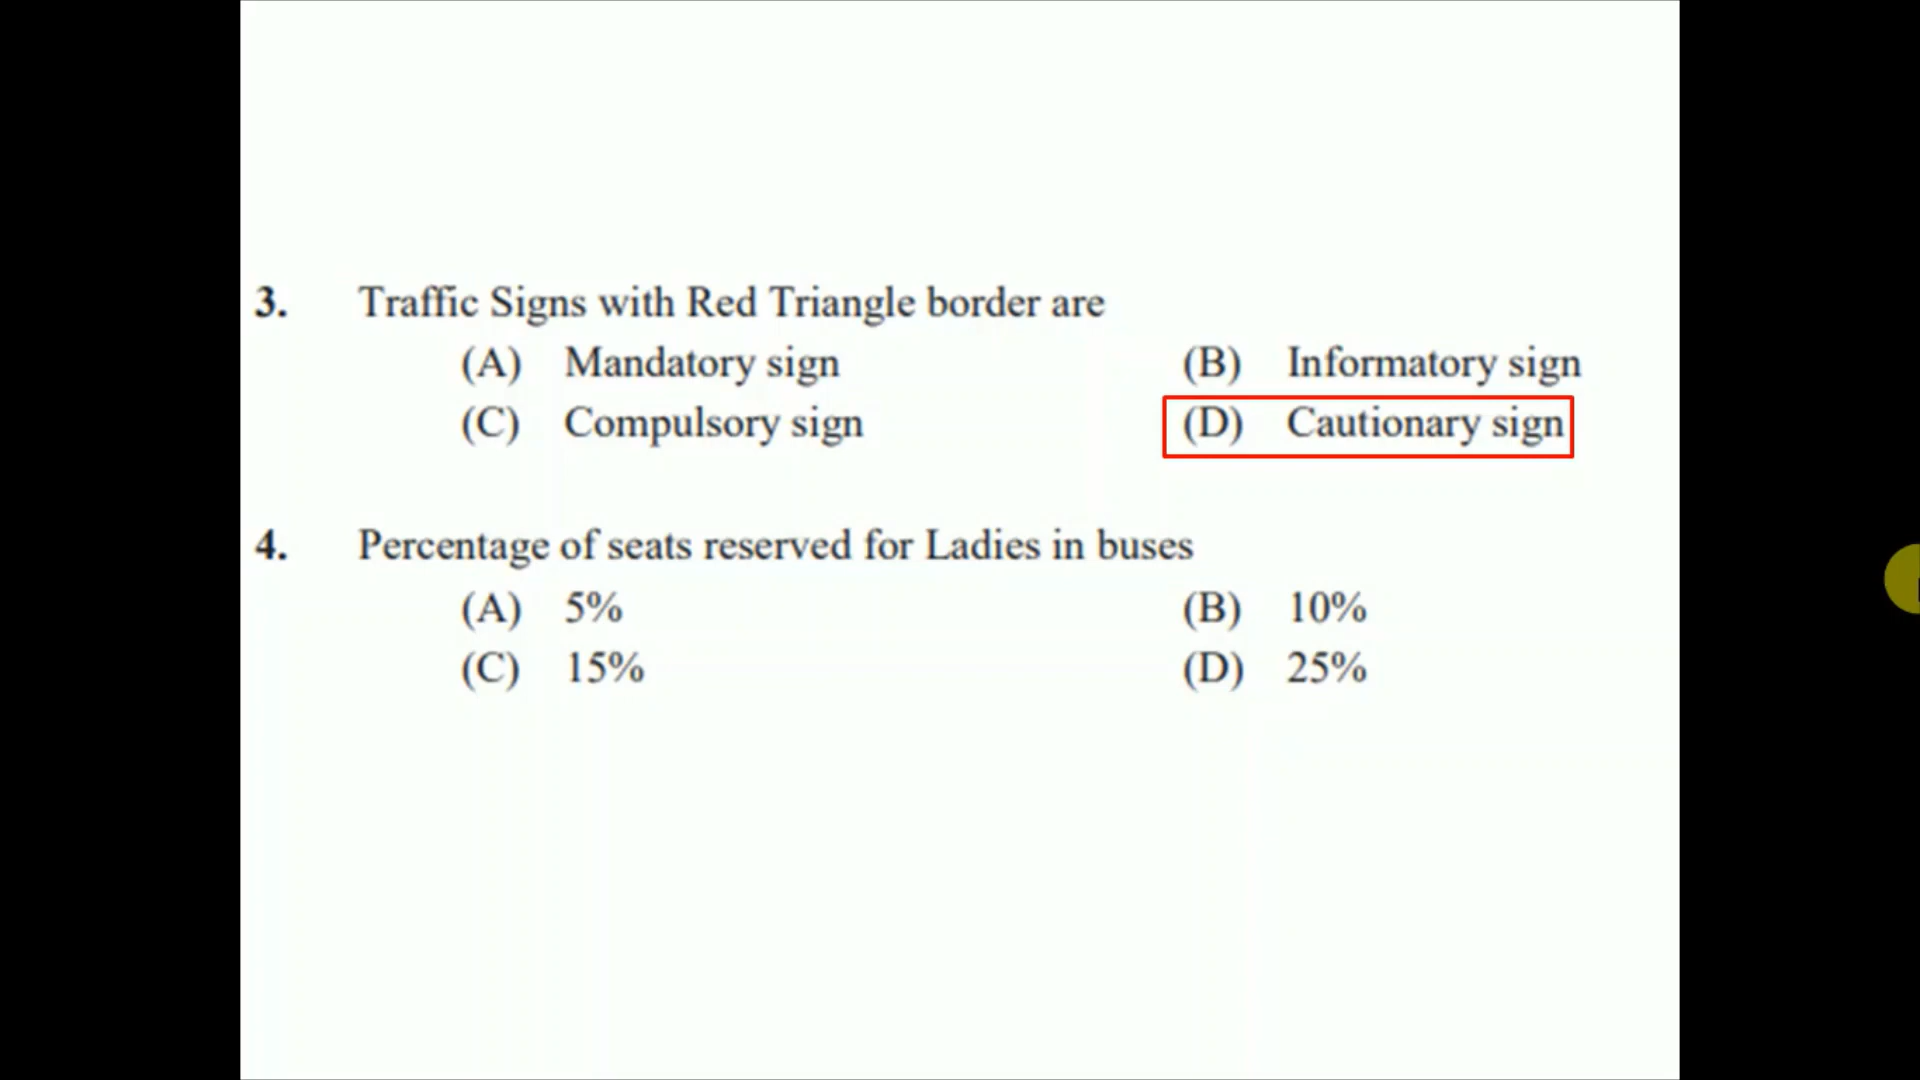 3. Traffic Signs with Red Triangle border are
(A) Mandatory sign (B) Informatory sign
(C) Compulsory sign (D) Cautionary sign
4. Percentage of seats reserved for Ladies in buses
(A) 5% (B) 10%
(C) 15% (D) 25%